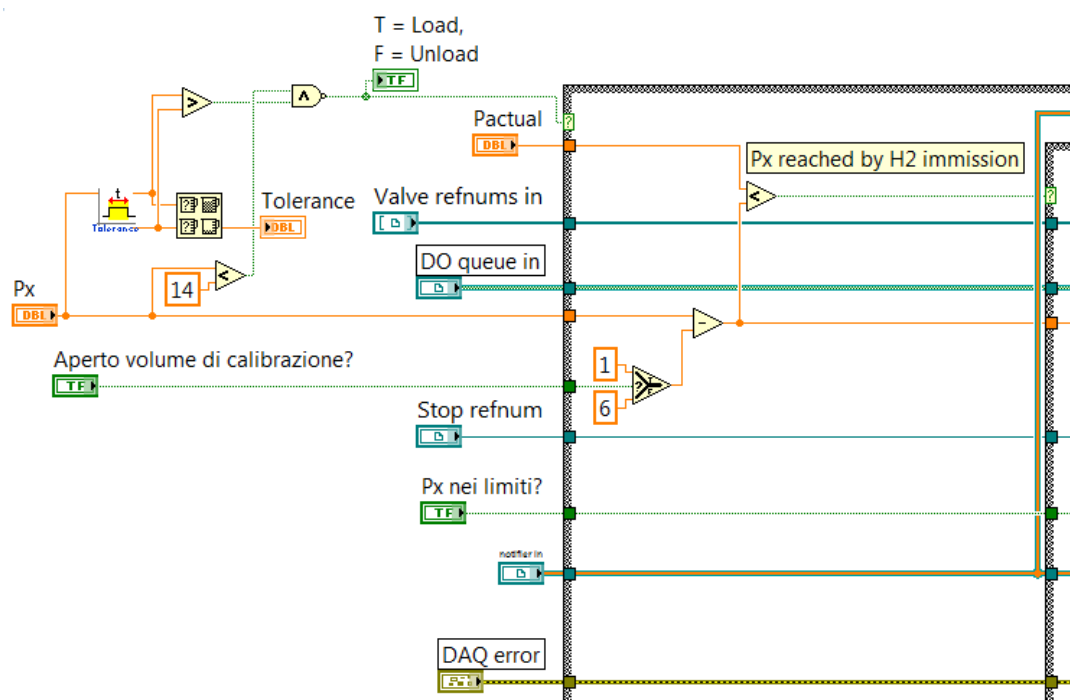 T = Load,
F = Unload
TF
Pactual
DBL
Px reached by H2 immission
t
Tolerance
Tolerance
DBL
Valve refnums in
DO queue in
14
Px
DBL
Aperto volume di calibrazione?
TF
1
6
Stop refnum
Px nei limiti?
TF
notifier in
DAQ error